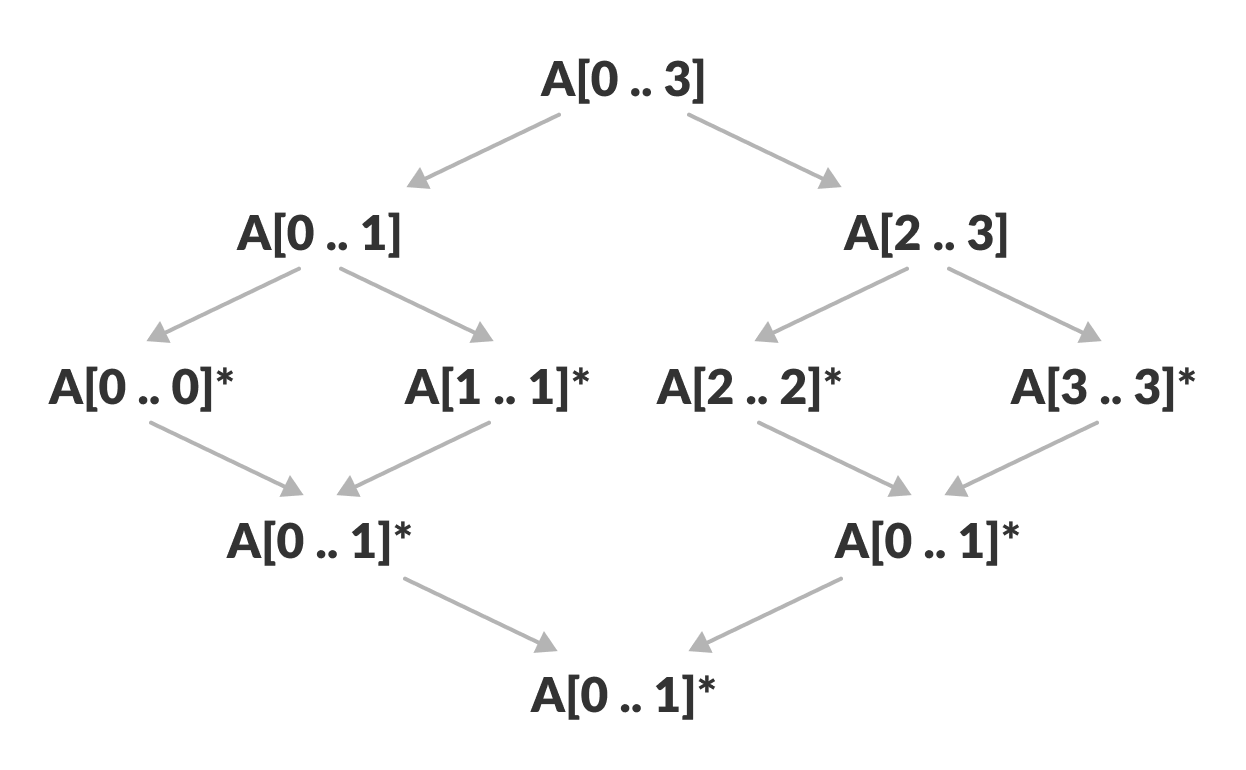 A[0 .. 3]
A[0 .. 1] A[2 .. 3]
A[0 .. 0]* A[1 .. 1]* A[2 .. 2]* A[3 .. 3]*
A[0 .. 1]* A[0 .. 1]*
A[0 .. 1]*